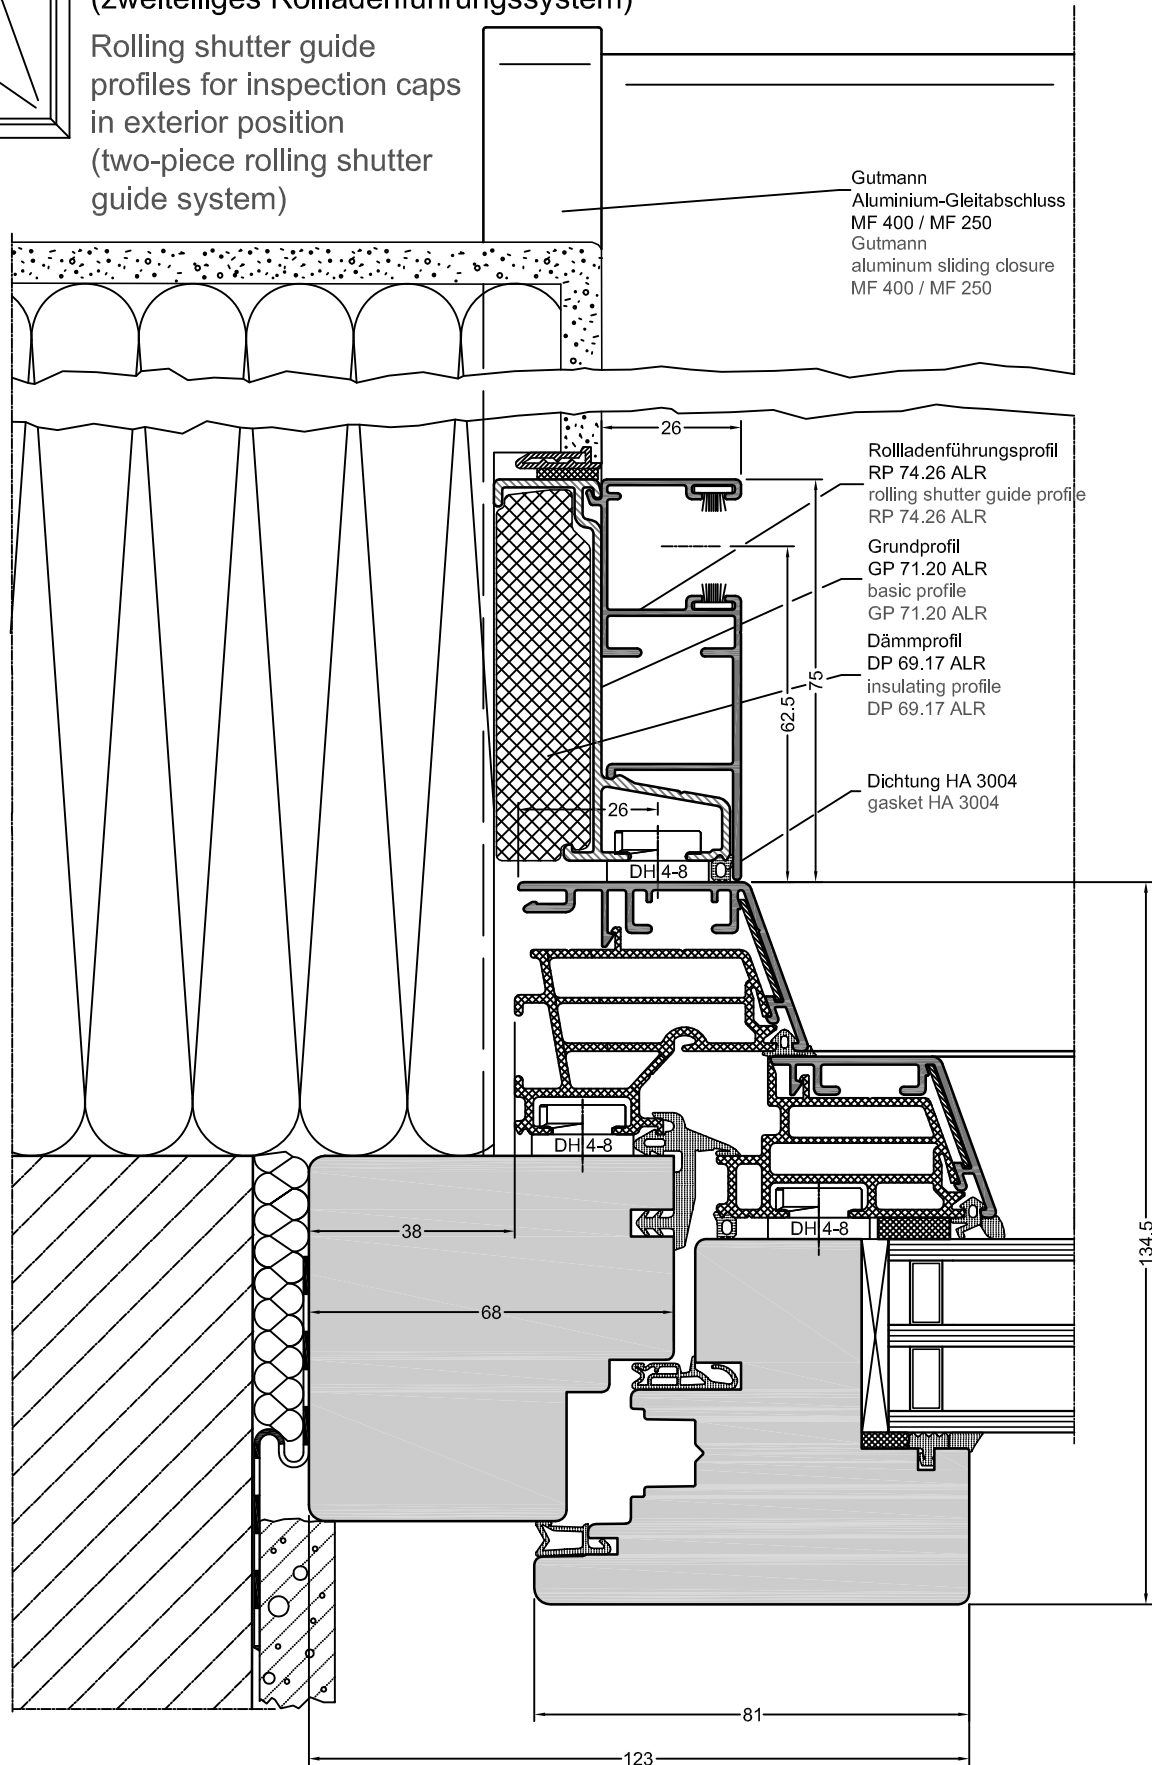 (zweiteiliges Rollladenführungssystem)
Rolling shutter guide
profiles for inspection caps
in exterior position
(two-piece rolling shutter
guide system)
Gutmann
Aluminium-Gleitabschluss
MF 400 / MF 250
Gutmann
aluminum sliding closure
MF 400 / MF 250
26
Rollladenführungsprofil
RP 74.26 ALR
rolling shutter guide profile
RP 74.26 ALR
Grundprofil
GP 71.20 ALR
basic profile
GP 71.20 ALR
Dämmprofil
DP 69.17 ALR
insulating profile
DP 69.17 ALR
75
62.5
Dichtung HA 3004
gasket HA 3004
26
DH 4-8
DH 4-8
DH 4-8
38
134.5
68
81
123